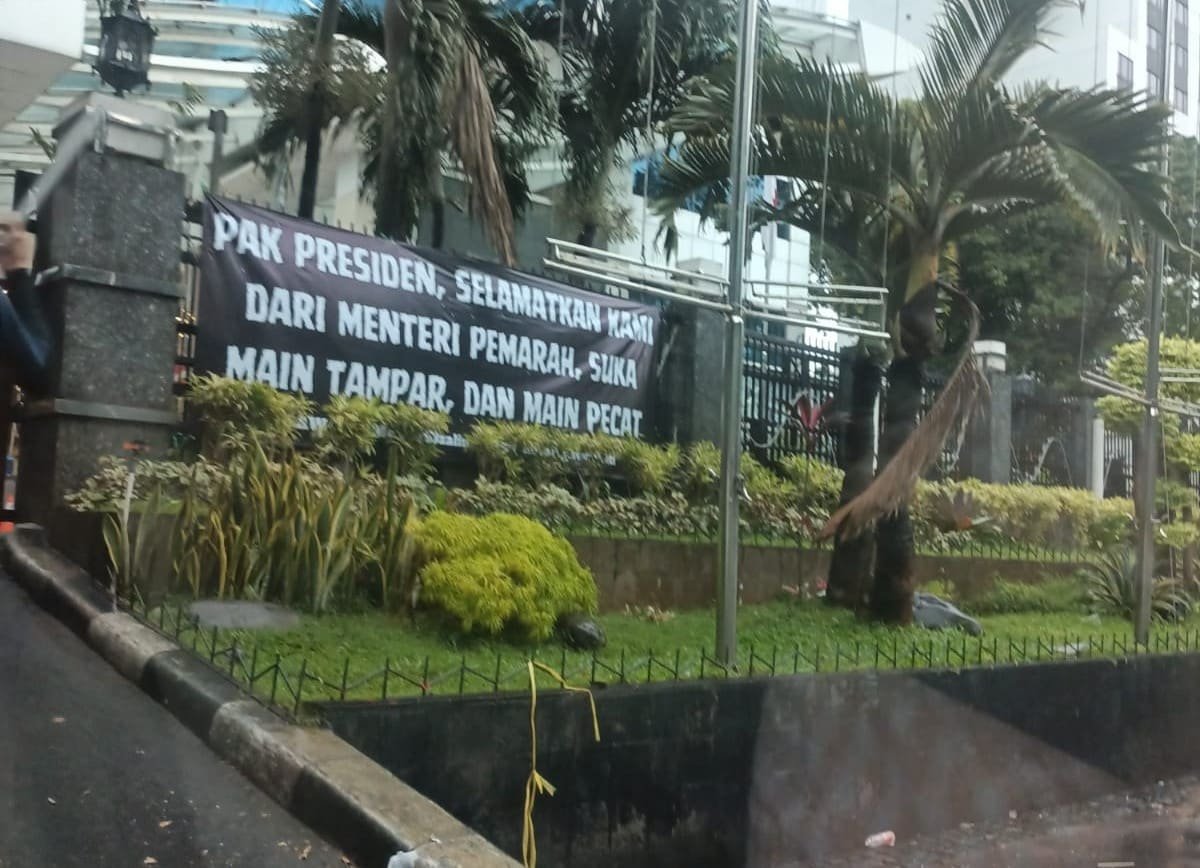 PAK PRESIDEN, SELAMATKAN KAMI
DARI MENTERI PEMARAH, SUKA
MAIN TAMPAR, DAN MAIN PECAT